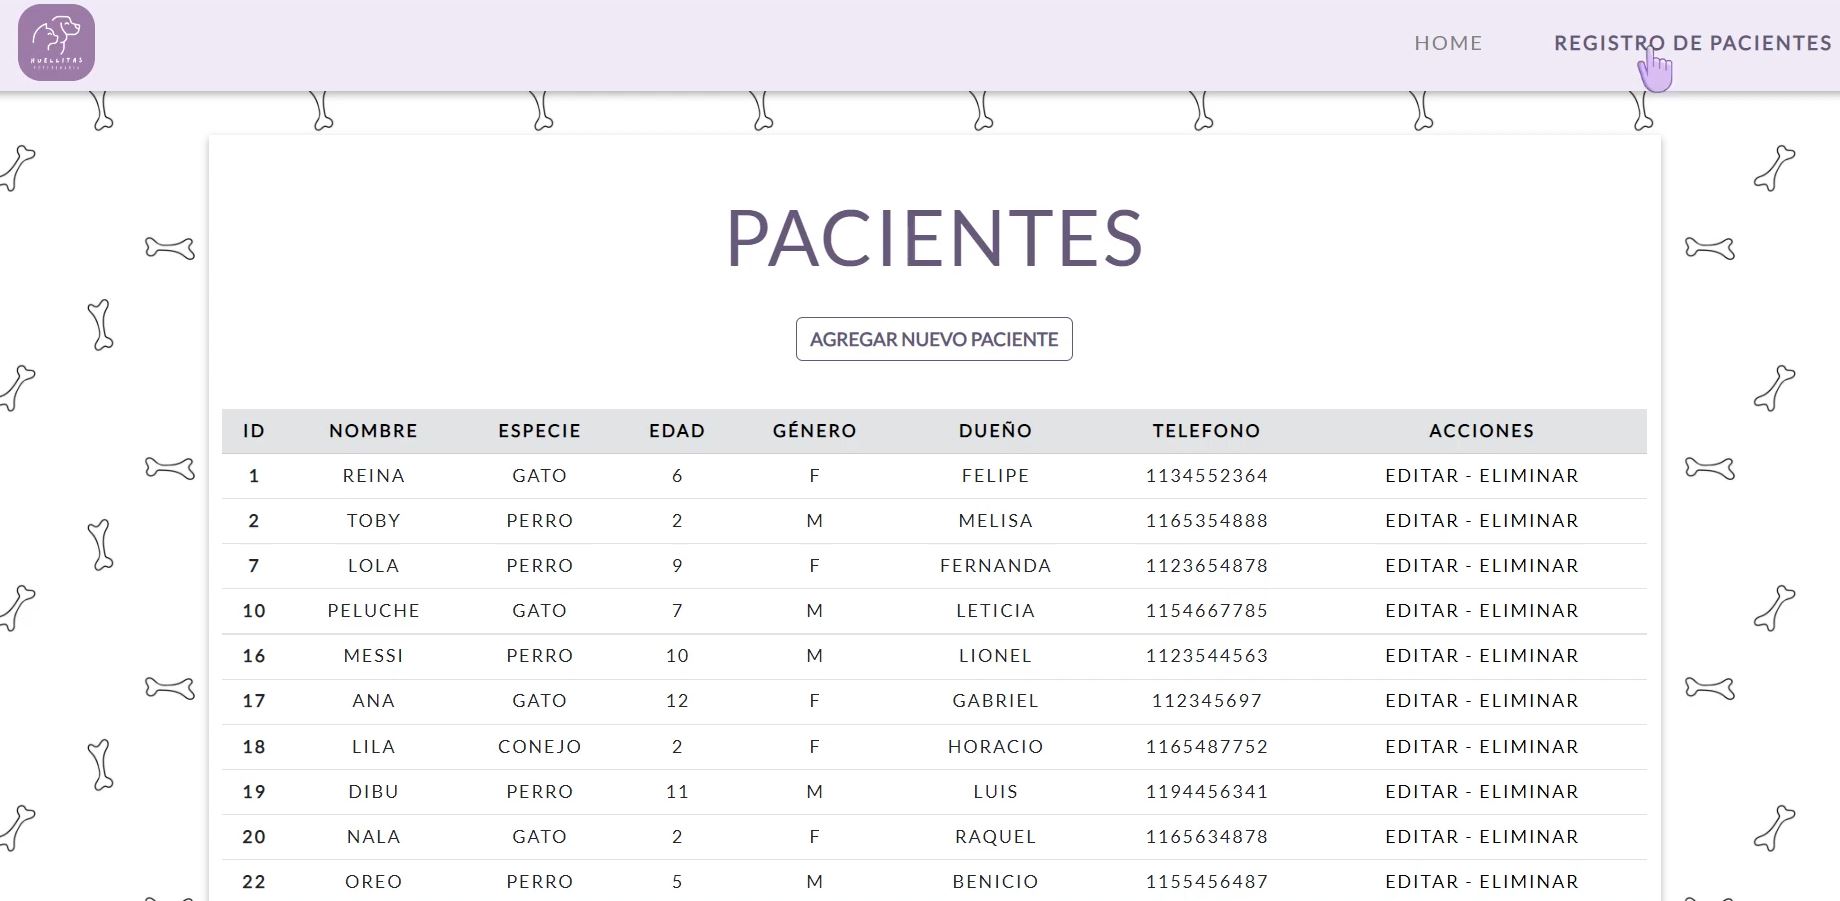 HUELLITAS
VETERINARIA
HOME REGISTRO DE PACIENTES
PACIENTES
AGREGAR NUEVO PACIENTE
ID NOMBRE ESPECIE EDAD GÉNERO DUEÑO TELEFONO ACCIONES
1 REINA GATO 6 F FELIPE 1134552364 EDITAR - ELIMINAR
2 TOBY PERRO 2 M MELISA 1165354888 EDITAR - ELIMINAR
7 LOLA PERRO 9 F FERNANDA 1123654878 EDITAR - ELIMINAR
10 PELUCHE GATO 7 M LETICIA 1154667785 EDITAR - ELIMINAR
16 MESSI PERRO 10 M LIONEL 1123544563 EDITAR - ELIMINAR
17 ANA GATO 12 F GABRIEL 112345697 EDITAR - ELIMINAR
18 LILA CONEJO 2 F HORACIO 1165487752 EDITAR - ELIMINAR
19 DIBU PERRO 11 M LUIS 1194456341 EDITAR - ELIMINAR
20 NALA GATO 2 F RAQUEL 1165634878 EDITAR - ELIMINAR
22 OREO PERRO 5 M BENICIO 1155456487 EDITAR - ELIMINAR